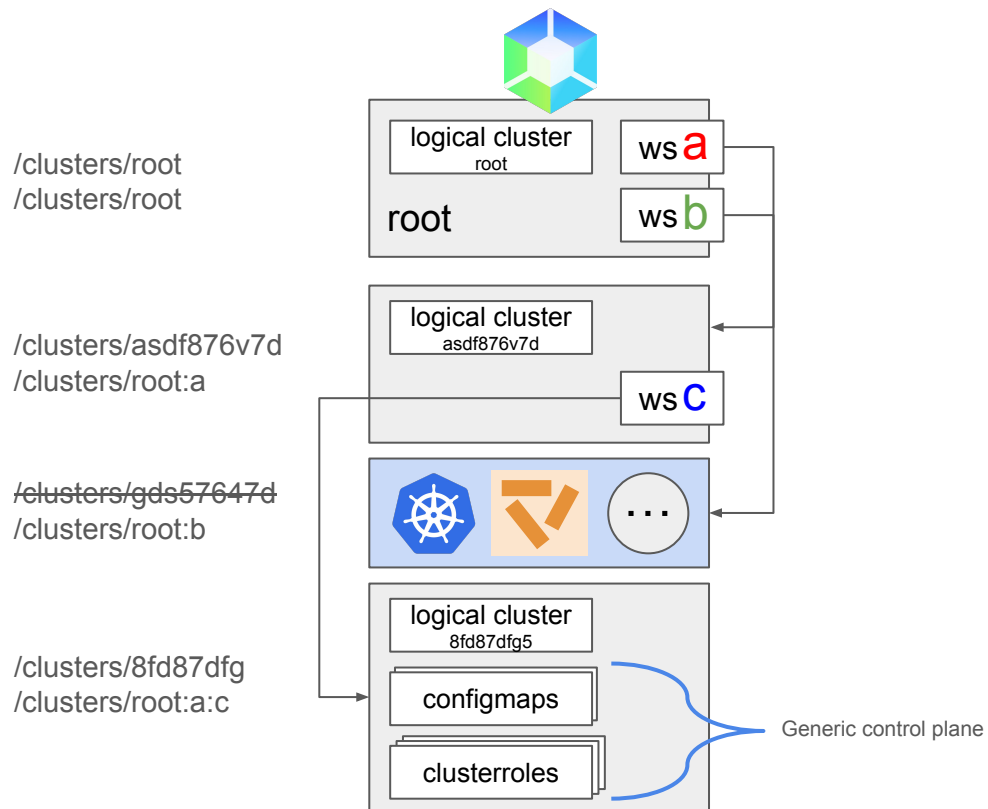 /clusters/root
/clusters/root
logical cluster
root
ws a
ws b
root
/clusters/asdf876v7d
/clusters/root:a
logical cluster
asdf876v7d
ws c
/clusters/gds57647d
/clusters/root:b
...
/clusters/8fd87dfg
/clusters/root:a:c
logical cluster
8fd87dfg5
configmaps
clusterroles
Generic control plane